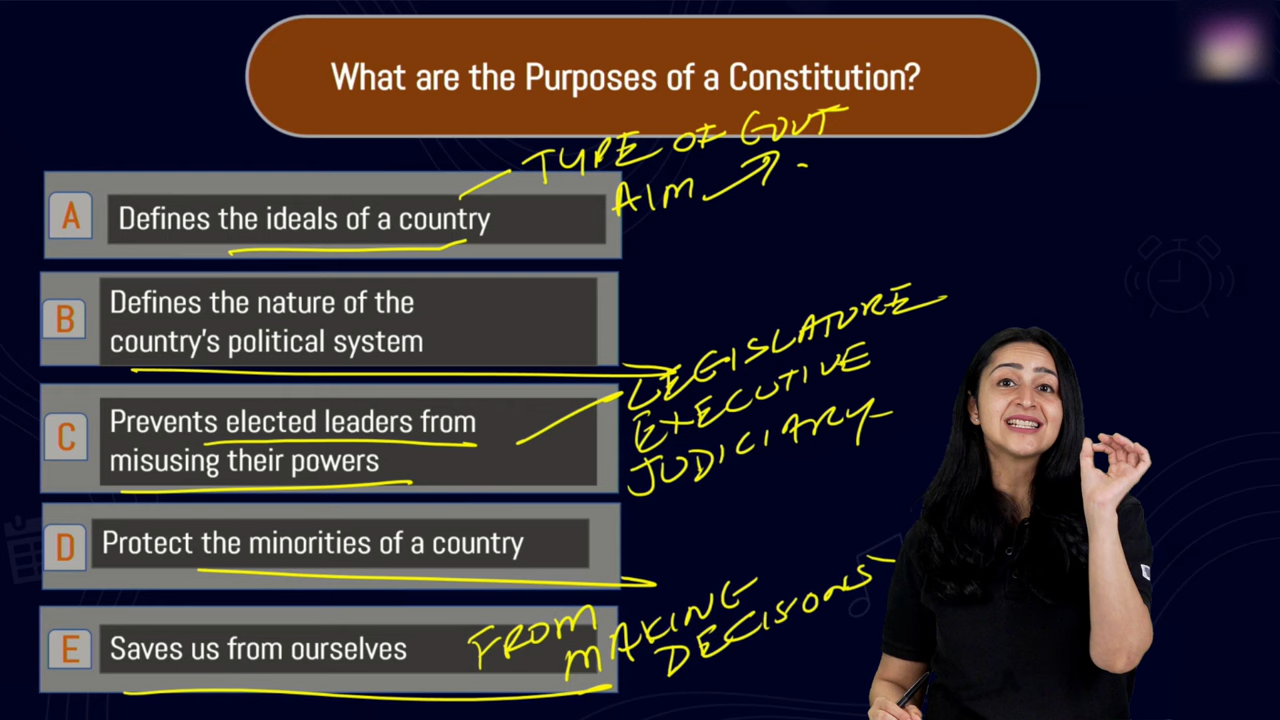 What are the Purposes of a Constitution?
TYPE OF GOVT
AIM
A
Defines the ideals of a country
B
Defines the nature of the
country's political system
LEGISLATURE
EXECUTIVE
JUDICIARY
C
Prevents elected leaders from
misusing their powers
D
Protect the minorities of a country
E
Saves us from ourselves
FROM
MAKING
DECISIONS